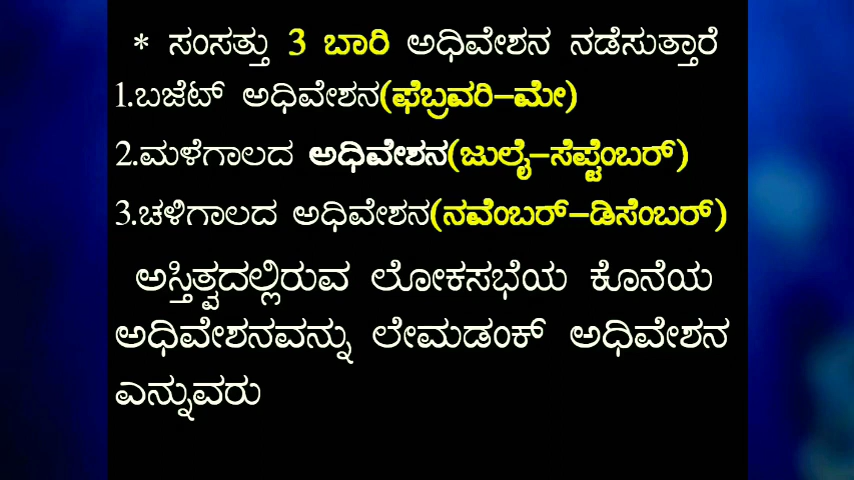 * ಸಂಸತ್ತು 3 ಬಾರಿ ಅಧಿವೇಶನ ನಡೆಸುತ್ತಾರೆ
1.ಬಜೆಟ್ ಅಧಿವೇಶನ(ಫೆಬ್ರವರಿ-ಮೇ)
2.ಮಳೆಗಾಲದ ಅಧಿವೇಶನ(ಜುಲೈ-ಸೆಪ್ಟೆಂಬರ್)
3.ಚಳಿಗಾಲದ ಅಧಿವೇಶನ(ನವೆಂಬರ್-ಡಿಸೆಂಬರ್)
ಅಸ್ತಿತ್ವದಲ್ಲಿರುವ ಲೋಕಸಭೆಯ ಕೊನೆಯ
ಅಧಿವೇಶನವನ್ನು ಲೇಮಡಂಕ್ ಅಧಿವೇಶನ
ಎನ್ನುವರು